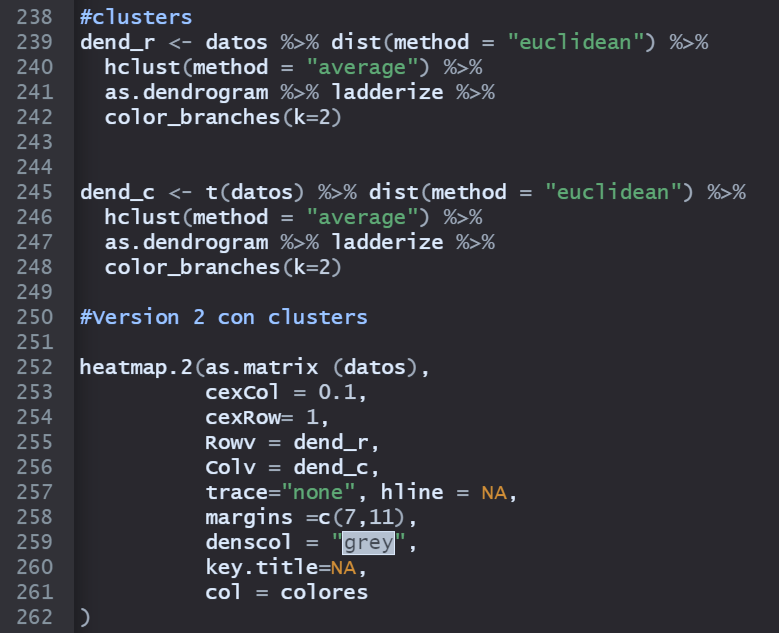 238 #clusters
239 dend_r <- datos %>% dist(method = "euclidean") %>%
240   hclust(method = "average") %>%
241   as.dendrogram %>% ladderize %>%
242   color_branches(k=2)
243
244
245 dend_c <- t(datos) %>% dist(method = "euclidean") %>%
246   hclust(method = "average") %>%
247   as.dendrogram %>% ladderize %>%
248   color_branches(k=2)
249
250 #Version 2 con clusters
251
252 heatmap.2(as.matrix (datos),
253           cexCol = 0.1,
254           cexRow= 1,
255           Rowv = dend_r,
256           Colv = dend_c,
257           trace="none", hline = NA,
258           margins =c(7,11),
259           denscol = "grey",
260           key.title=NA,
261           col = colores
262 )